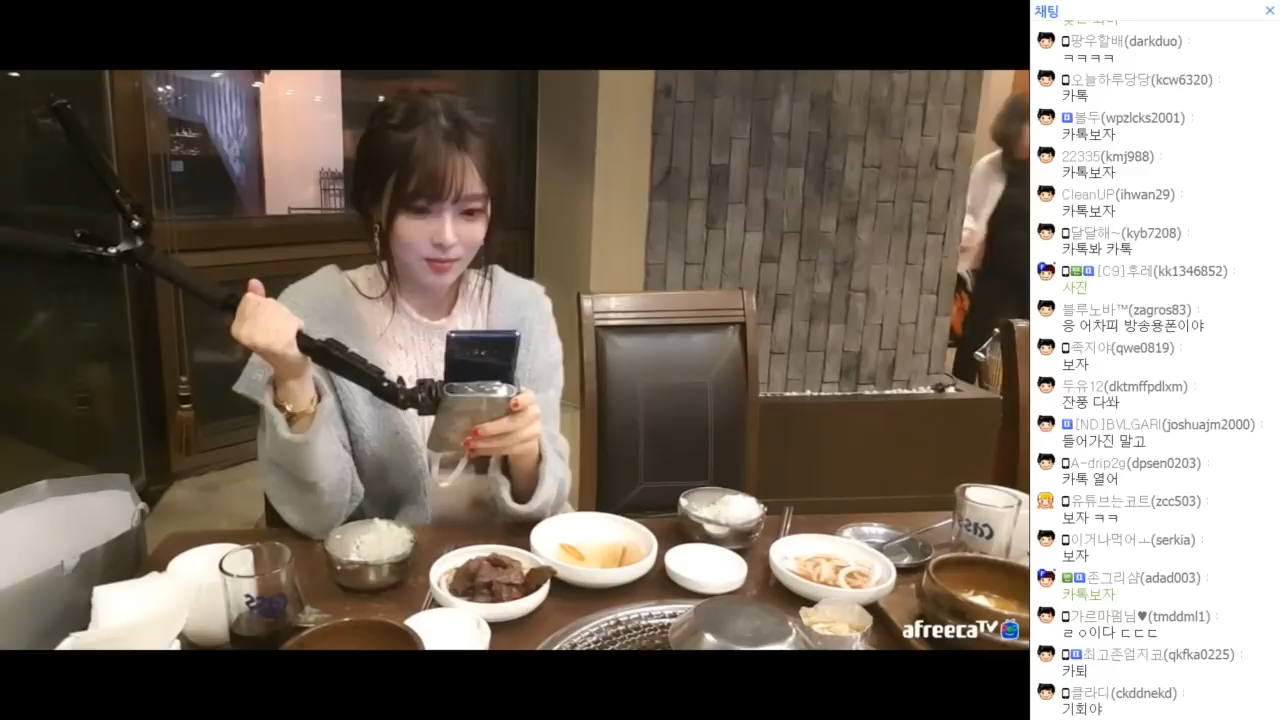 채팅
팡우할배(darkduo) :
ㅋㅋㅋㅋ
오늘하루당당(kcw6320) :
카톡
볼두(wpzlcks2001) :
카톡보자
22335(kmj988) :
카톡보자
CleanUP(ihwan29) :
카톡보자
달달해~(kyb7208) :
카톡봐 카톡
[C9]후레(kk1346852) :
사진
블루노바™(zagros83) :
응 어차피 방송용폰이야
족지야(qwe0819) :
보자
두유12(dktmffpdlxm) :
잔풍 다쏴
[ND]BVLGARI(joshuajm2000) :
들어가진 말고
A-drip2g(dpsen0203) :
카톡 열어
유튜브는코트(zcc503) :
보자 ㅋㅋ
이거나먹어ㅗ(serkia) :
보자
존그리샴(adad003) :
카톡보자
가르마펌님♥(tmddml1) :
ㄹㅇ이다 ㄷㄷㄷ
최고존엄지코(qkfka0225) :
카퇴
클라디(ckddnekd) :
기회야
cass
cass
afreecaTV